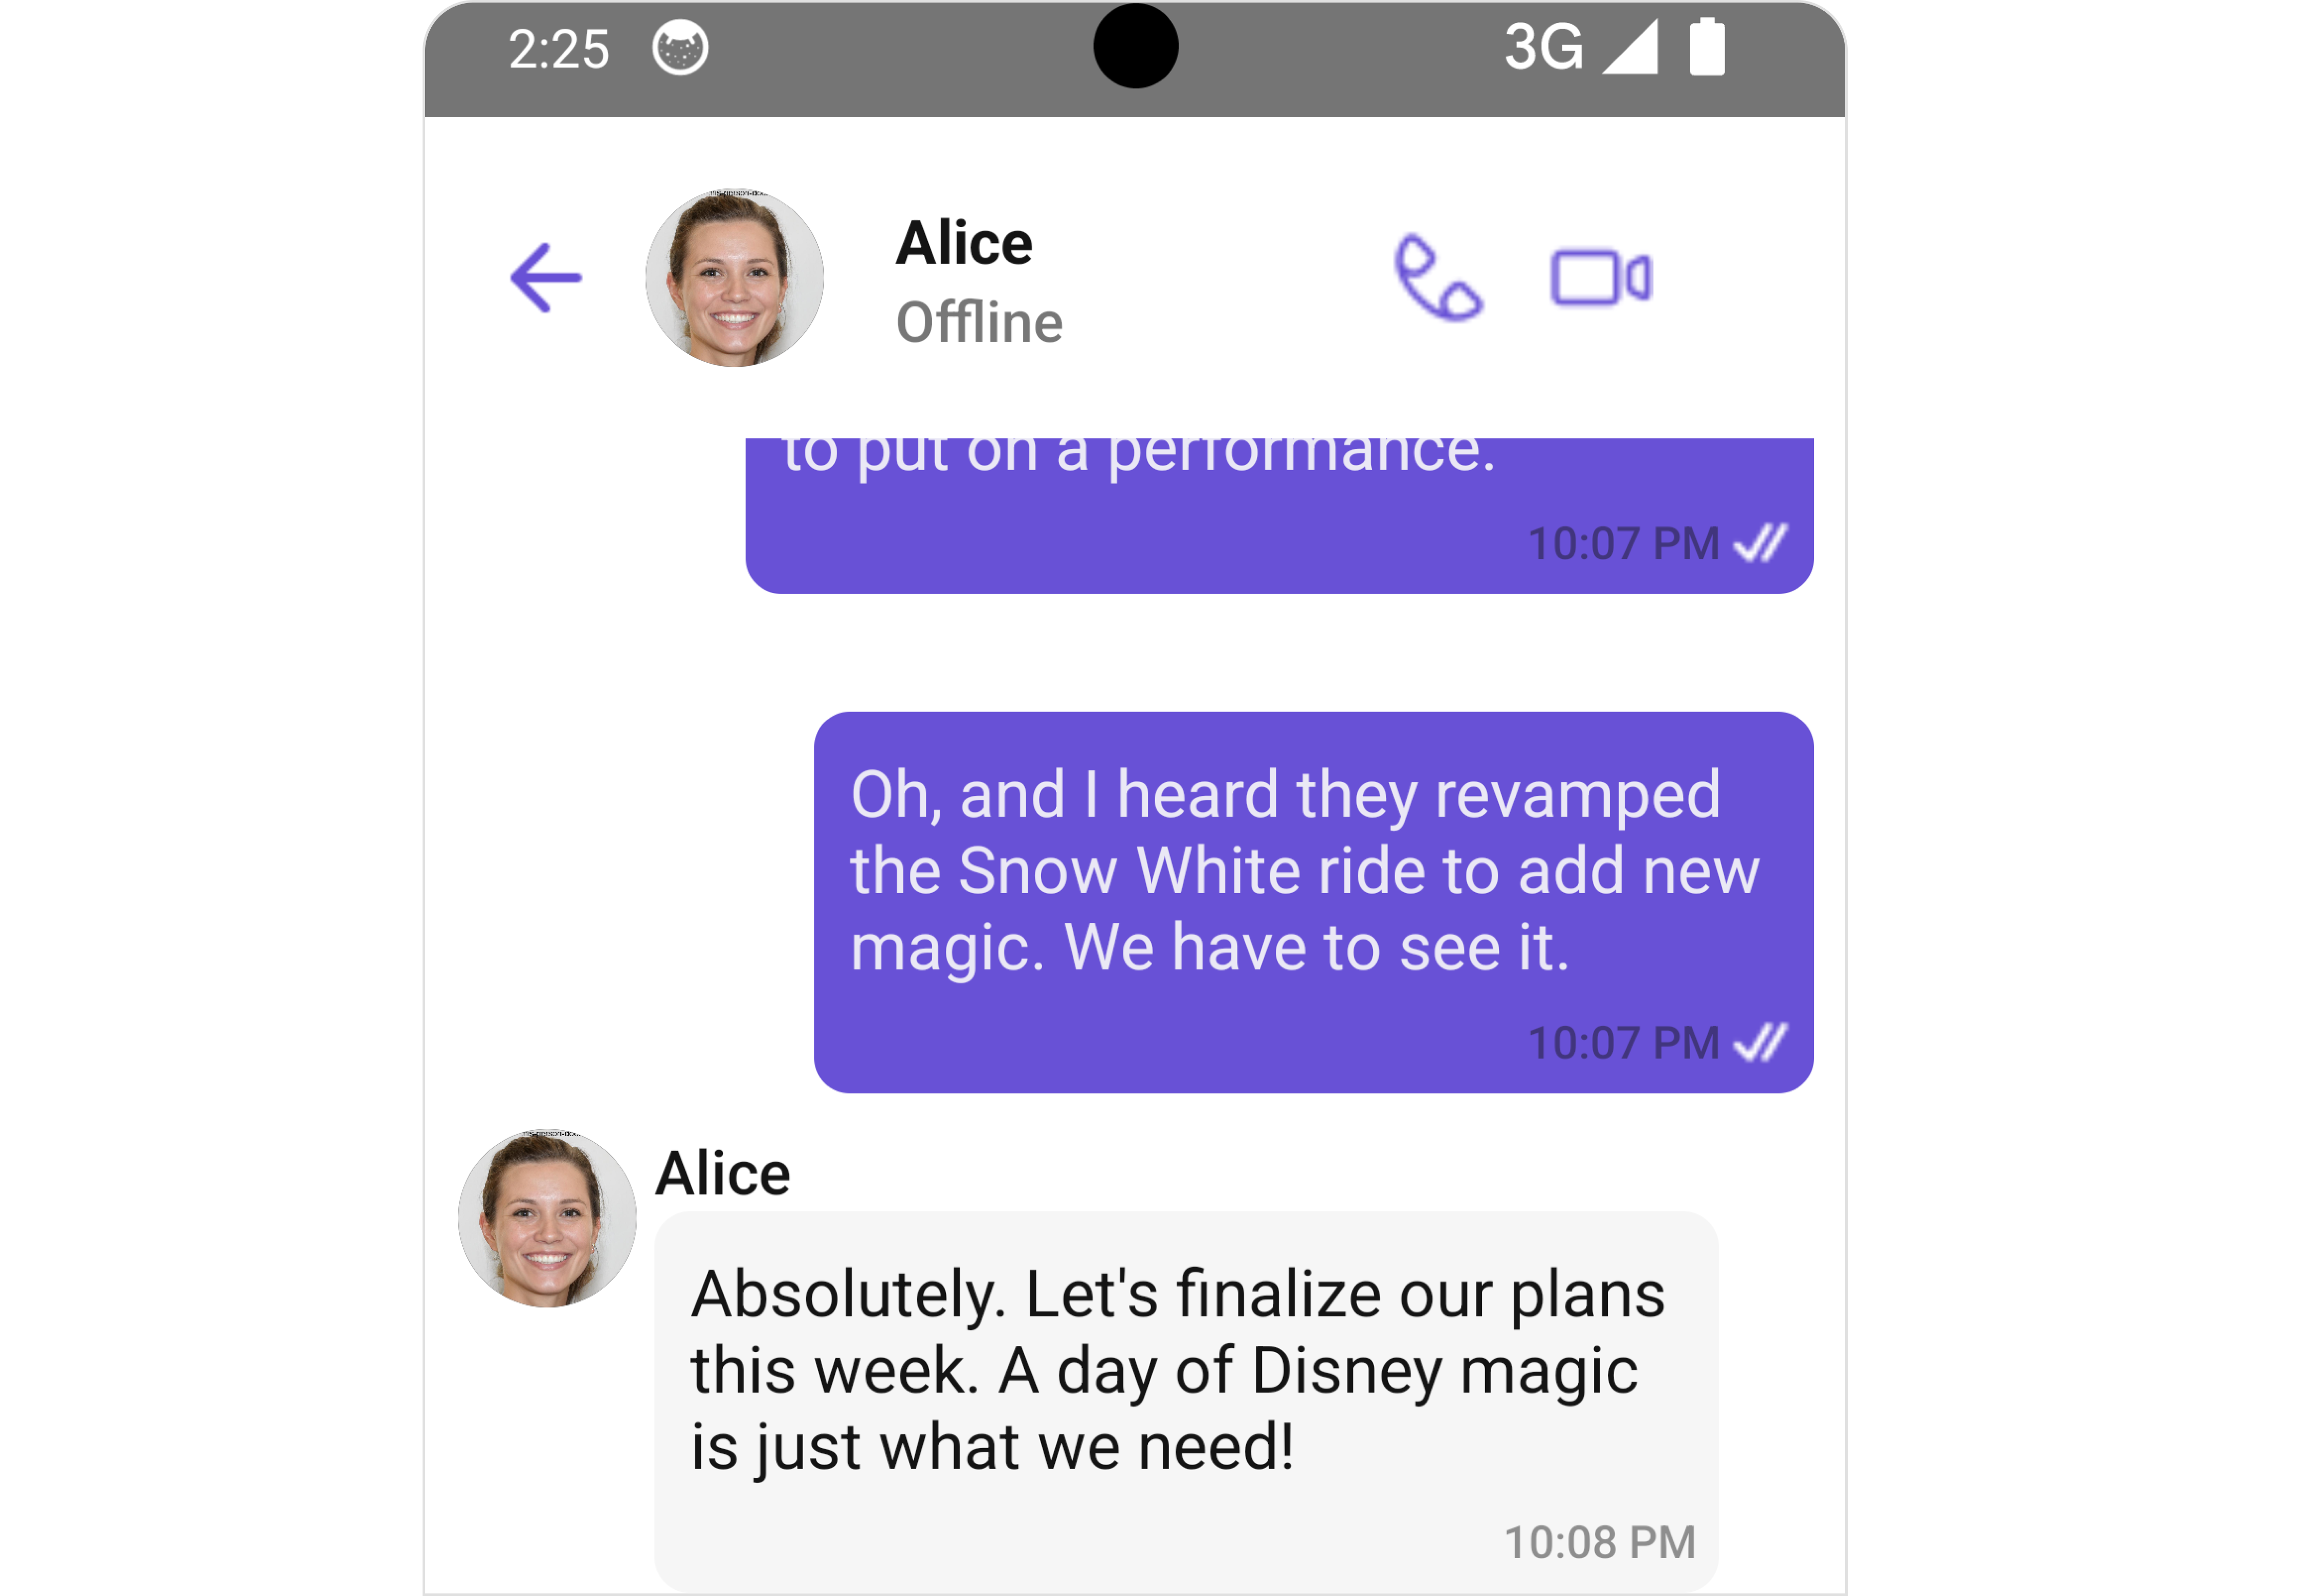 2:25 3G
Alice
Offline
to put on a performance.
10:07 PM
Oh, and I heard they revamped
the Snow White ride to add new
magic. We have to see it.
10:07 PM
Alice
Absolutely. Let's finalize our plans
this week. A day of Disney magic
is just what we need!
10:08 PM